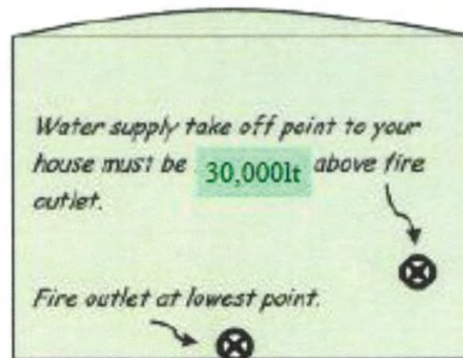 Water supply take off point to your
house must be 30,000lt above fire
outlet.
Fire outlet at lowest point.